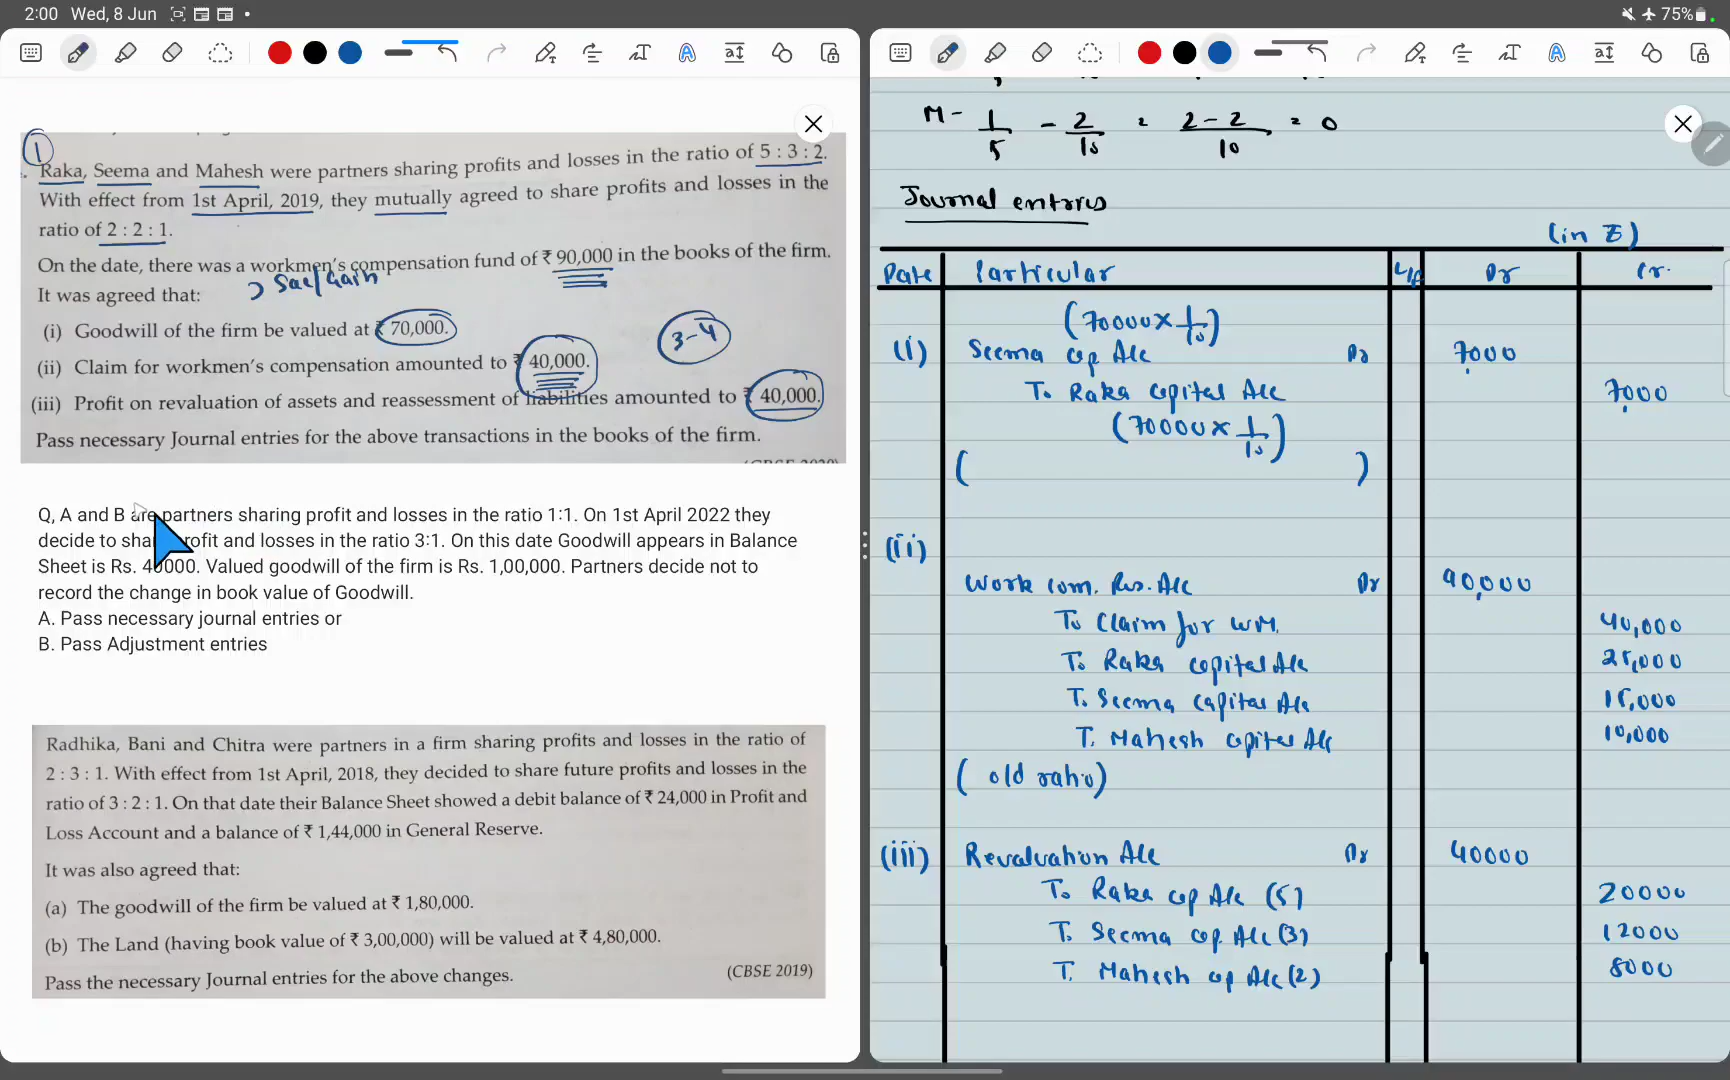 2:00 Wed, 8 Jun
75%
①
Raka, Seema and Mahesh were partners sharing profits and losses in the ratio of 5 : 3 : 2.
With effect from 1st April, 2019, they mutually agreed to share profits and losses in the
ratio of 2 : 2 : 1.
On the date, there was a workmen's compensation fund of ₹ 90,000 in the books of the firm.
It was agreed that:
Sac/Gain
(i) Goodwill of the firm be valued at ₹ 70,000.
3-4
(ii) Claim for workmen's compensation amounted to ₹ 40,000.
(iii) Profit on revaluation of assets and reassessment of liabilities amounted to ₹ 40,000.
Pass necessary Journal entries for the above transactions in the books of the firm.
Q, A and B are partners sharing profit and losses in the ratio 1:1. On 1st April 2022 they
decide to share profit and losses in the ratio 3:1. On this date Goodwill appears in Balance
Sheet is Rs. 40000. Valued goodwill of the firm is Rs. 1,00,000. Partners decide not to
record the change in book value of Goodwill.
A. Pass necessary journal entries or
B. Pass Adjustment entries
Radhika, Bani and Chitra were partners in a firm sharing profits and losses in the ratio of
2 : 3 : 1. With effect from 1st April, 2018, they decided to share future profits and losses in the
ratio of 3 : 2 : 1. On that date their Balance Sheet showed a debit balance of ₹ 24,000 in Profit and
Loss Account and a balance of ₹ 1,44,000 in General Reserve.
It was also agreed that:
(a) The goodwill of the firm be valued at ₹ 1,80,000.
(b) The Land (having book value of ₹ 3,00,000) will be valued at ₹ 4,80,000.
Pass the necessary Journal entries for the above changes.
(CBSE 2019)
M - 1/5 - 2/10 = 2-2/10 = 0
Journal entries
(in ₹)
Date Particular L/f Dr Cr.
(70000 x 1/10)
(i) Seema cap A/c Dr 7000
To Raka capital A/c 7000
(70000 x 1/10)
( )
(ii)
Work com. Res. A/c Dr 90,000
To Claim for WM. 40,000
To Raka capital A/c 25,000
To Seema capital A/c 15,000
To Mahesh capital A/c 10,000
( old ratio)
(iii) Revaluation A/c Dr 40000
To Raka cap A/c (5) 20000
To Seema cap. A/c (3) 12000
To Mahesh cap A/c (2) 8000